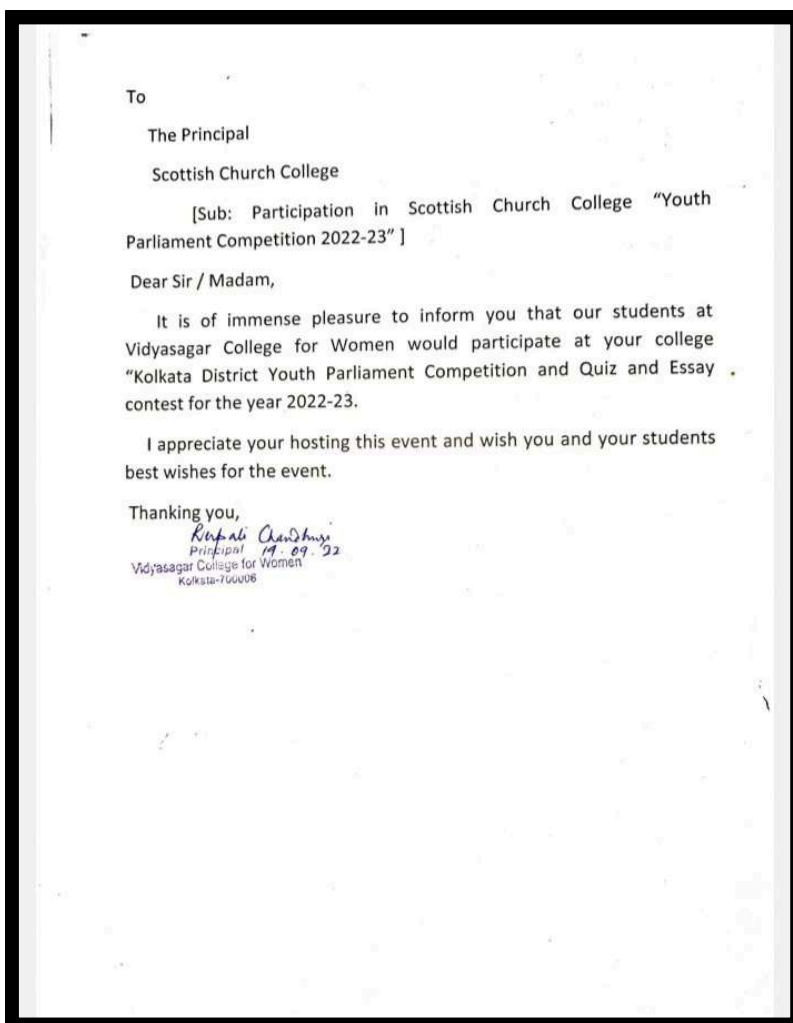 To
The Principal
Scottish Church College
[Sub: Participation in Scottish Church College “Youth
Parliament Competition 2022-23” ]
Dear Sir / Madam,
It is of immense pleasure to inform you that our students at
Vidyasagar College for Women would participate at your college
“Kolkata District Youth Parliament Competition and Quiz and Essay
contest for the year 2022-23.
I appreciate your hosting this event and wish you and your students
best wishes for the event.
Thanking you,
Rupali Chaudhuri
Principal 19.09.22
Vidyasagar College for Women
Kolkata-700006